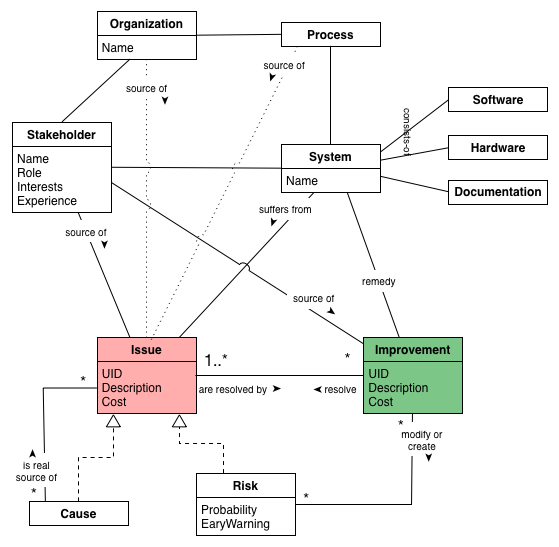 Organization
Name
Process
source of
source of
Software
consists-of
Hardware
Documentation
Stakeholder
Name
Role
Interests
Experience
System
Name
suffers from
source of
remedy
source of
Issue
UID
Description
Cost
1..*
*
are resolved by
resolve
Improvement
UID
Description
Cost
*
is real
source of
*
Cause
*
modify or
create
Risk
Probability
EaryWarning
*